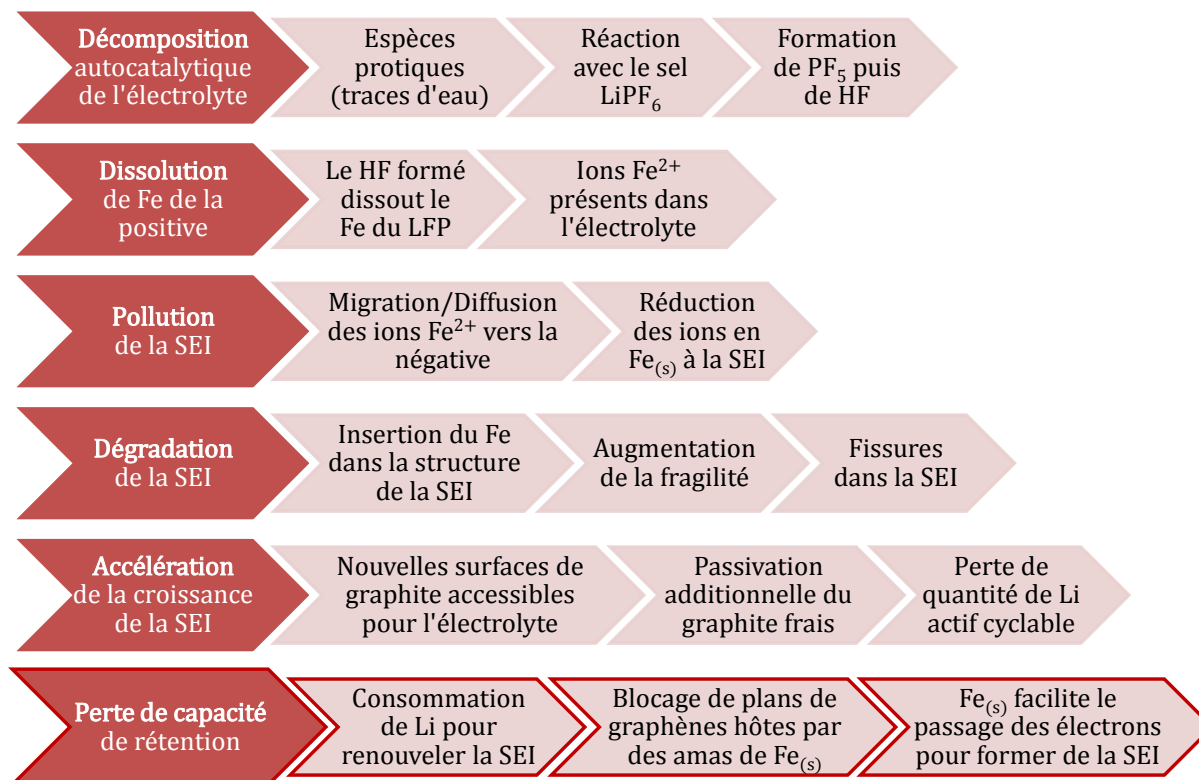 Décomposition
autocatalytique
de l'électrolyte
Espèces
protiques
(traces d'eau)
Réaction
avec le sel
LiPF₆
Formation
de PF₅ puis
de HF
Dissolution
de Fe de la
positive
Le HF formé
dissout le
Fe du LFP
Ions Fe²⁺
présents dans
l'électrolyte
Pollution
de la SEI
Migration/Diffusion
des ions Fe²⁺ vers la
négative
Réduction
des ions en
Fe₍ₛ₎ à la SEI
Dégradation
de la SEI
Insertion du Fe
dans la structure
de la SEI
Augmentation
de la fragilité
Fissures
dans la SEI
Accélération
de la croissance
de la SEI
Nouvelles surfaces de
graphite accessibles
pour l'électrolyte
Passivation
additionnelle du
graphite frais
Perte de
quantité de Li
actif cyclable
Perte de capacité
de rétention
Consommation
de Li pour
renouveler la SEI
Blocage de plans de
graphènes hôtes par
des amas de Fe₍ₛ₎
Fe₍ₛ₎ facilite le
passage des électrons
pour former de la SEI